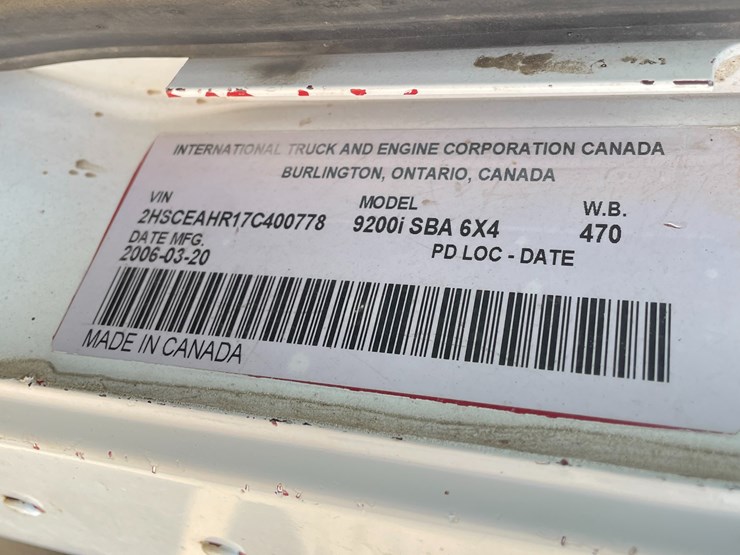 INTERNATIONAL TRUCK AND ENGINE CORPORATION CANADA
BURLINGTON, ONTARIO, CANADA
VIN MODEL W.B.
2HSCEAHR17C400778 9200i SBA 6X4 470
DATE MFG. PD LOC - DATE
2006-03-20
MADE IN CANADA